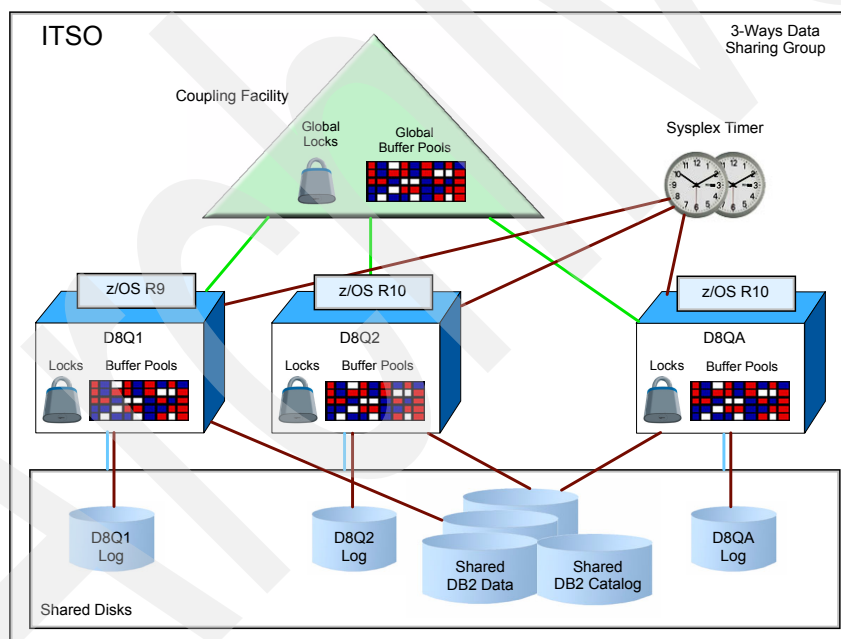 ITSO
3-Ways Data
Sharing Group
Coupling Facility
Global
Locks
Global
Buffer Pools
Sysplex Timer
z/OS R9
z/OS R10
z/OS R10
D8Q1
D8Q2
D8QA
Locks
Buffer Pools
Locks
Buffer Pools
Locks
Buffer Pools
D8Q1
Log
D8Q2
Log
Shared
DB2 Data
Shared
DB2 Catalog
D8QA
Log
Shared Disks